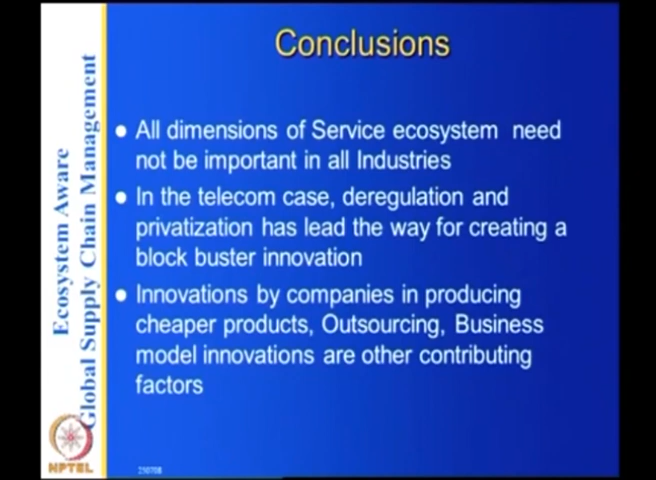 Conclusions
All dimensions of Service ecosystem need
not be important in all Industries
In the telecom case, deregulation and
privatization has lead the way for creating a
block buster innovation
Innovations by companies in producing
cheaper products, Outsourcing, Business
model innovations are other contributing
factors
Ecosystem Aware
Global Supply Chain Management
NPTEL
250708